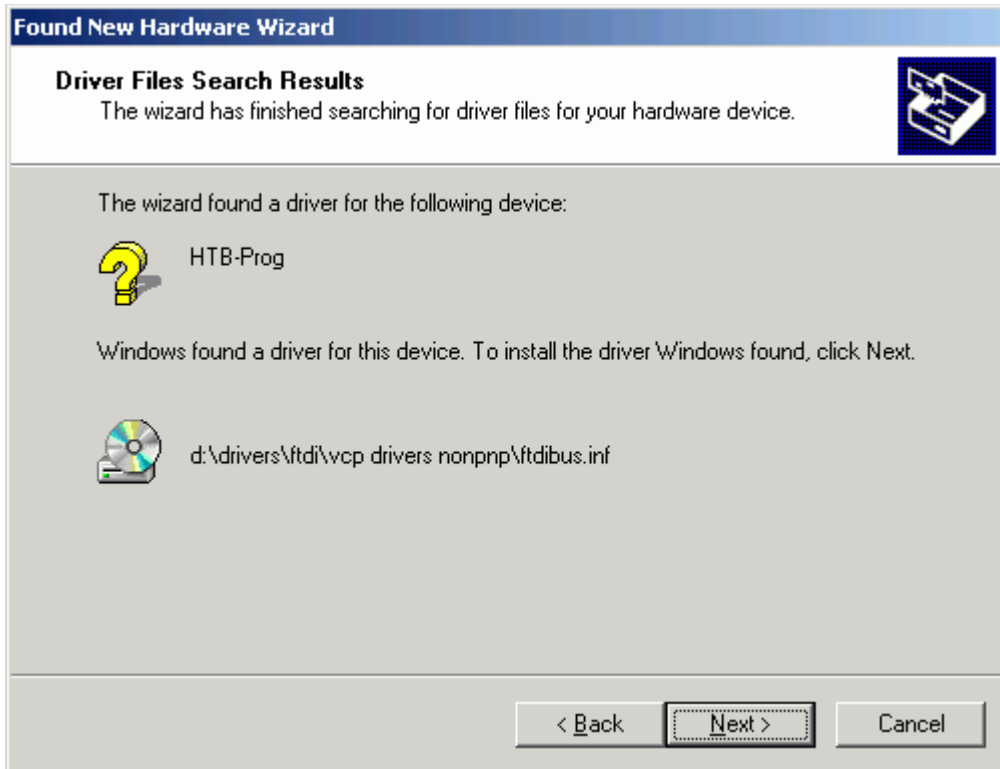 Found New Hardware Wizard
Driver Files Search Results
The wizard has finished searching for driver files for your hardware device.
The wizard found a driver for the following device:
HTB-Prog
Windows found a driver for this device. To install the driver Windows found, click Next.
d:\drivers\ftdi\vcp drivers nonpnp\ftdibus.inf
< Back Next > Cancel